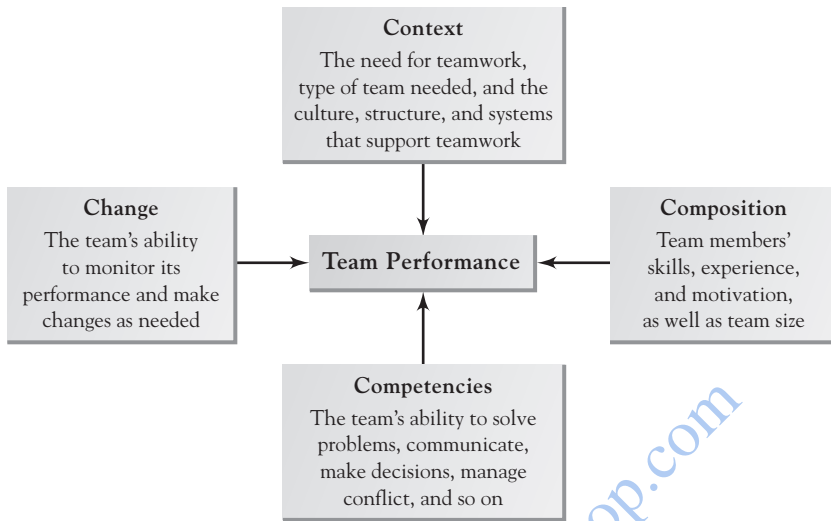 Context
The need for teamwork,
type of team needed, and the
culture, structure, and systems
that support teamwork
Change
The team's ability
to monitor its
performance and make
changes as needed
Team Performance
Composition
Team members'
skills, experience,
and motivation,
as well as team size
Competencies
The team's ability to solve
problems, communicate,
make decisions, manage
conflict, and so on
op.com